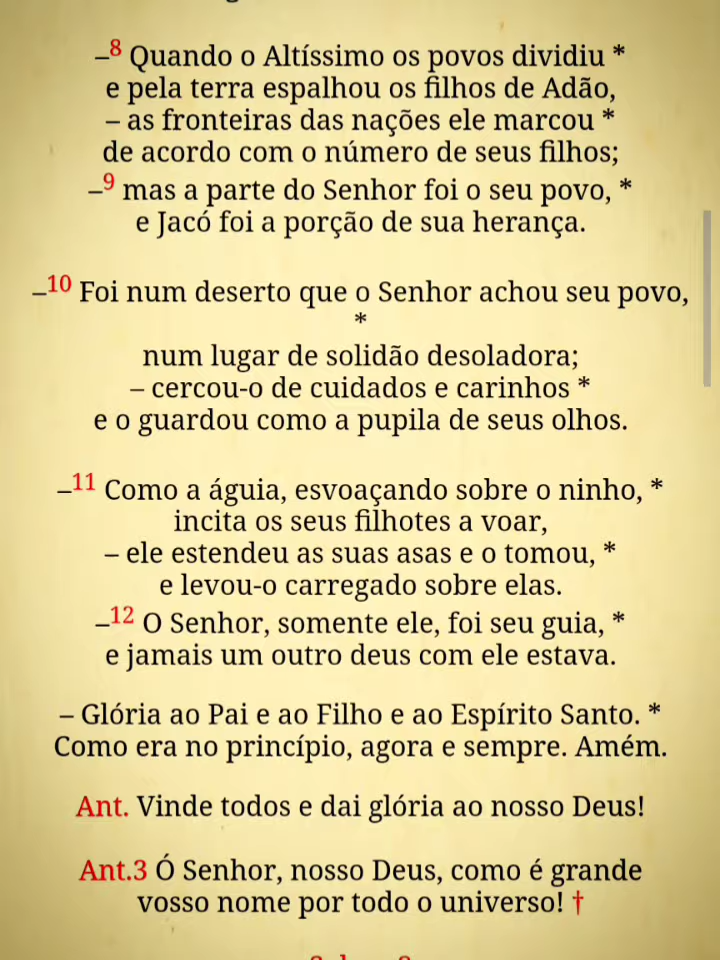 –8 Quando o Altíssimo os povos dividiu *
e pela terra espalhou os filhos de Adão,
– as fronteiras das nações ele marcou *
de acordo com o número de seus filhos;
–9 mas a parte do Senhor foi o seu povo, *
e Jacó foi a porção de sua herança.
–10 Foi num deserto que o Senhor achou seu povo,
*
num lugar de solidão desoladora;
– cercou-o de cuidados e carinhos *
e o guardou como a pupila de seus olhos.
–11 Como a águia, esvoaçando sobre o ninho, *
incita os seus filhotes a voar,
– ele estendeu as suas asas e o tomou, *
e levou-o carregado sobre elas.
–12 O Senhor, somente ele, foi seu guia, *
e jamais um outro deus com ele estava.
– Glória ao Pai e ao Filho e ao Espírito Santo. *
Como era no princípio, agora e sempre. Amém.
Ant. Vinde todos e dai glória ao nosso Deus!
Ant.3 Ó Senhor, nosso Deus, como é grande
vosso nome por todo o universo! †